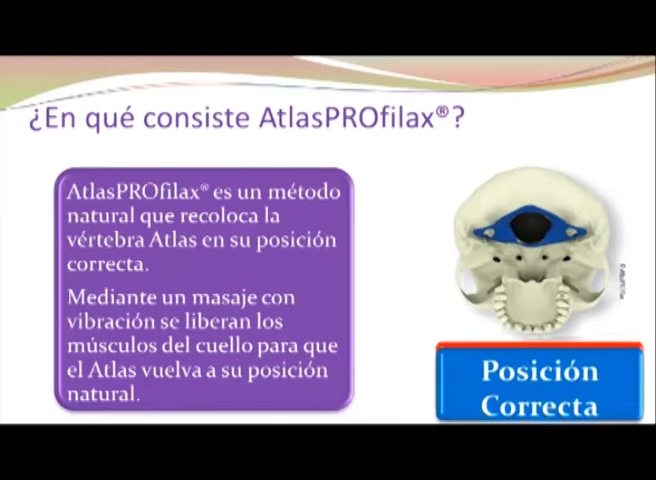 ¿En qué consiste AtlasPROfilax®?
AtlasPROfilax® es un método
natural que recoloca la
vértebra Atlas en su posición
correcta.
Mediante un masaje con
vibración se liberan los
músculos del cuello para que
el Atlas vuelva a su posición
natural.
Posición
Correcta